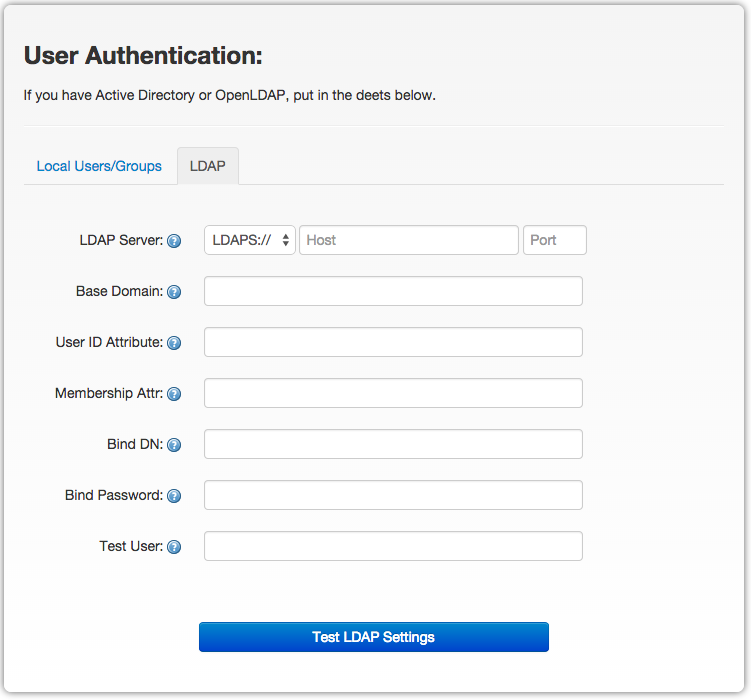 User Authentication:
If you have Active Directory or OpenLDAP, put in the deets below.
Local Users/Groups LDAP
LDAP Server: ? LDAPS:// Host Port
Base Domain: ?
User ID Attribute: ?
Membership Attr: ?
Bind DN: ?
Bind Password: ?
Test User: ?
Test LDAP Settings